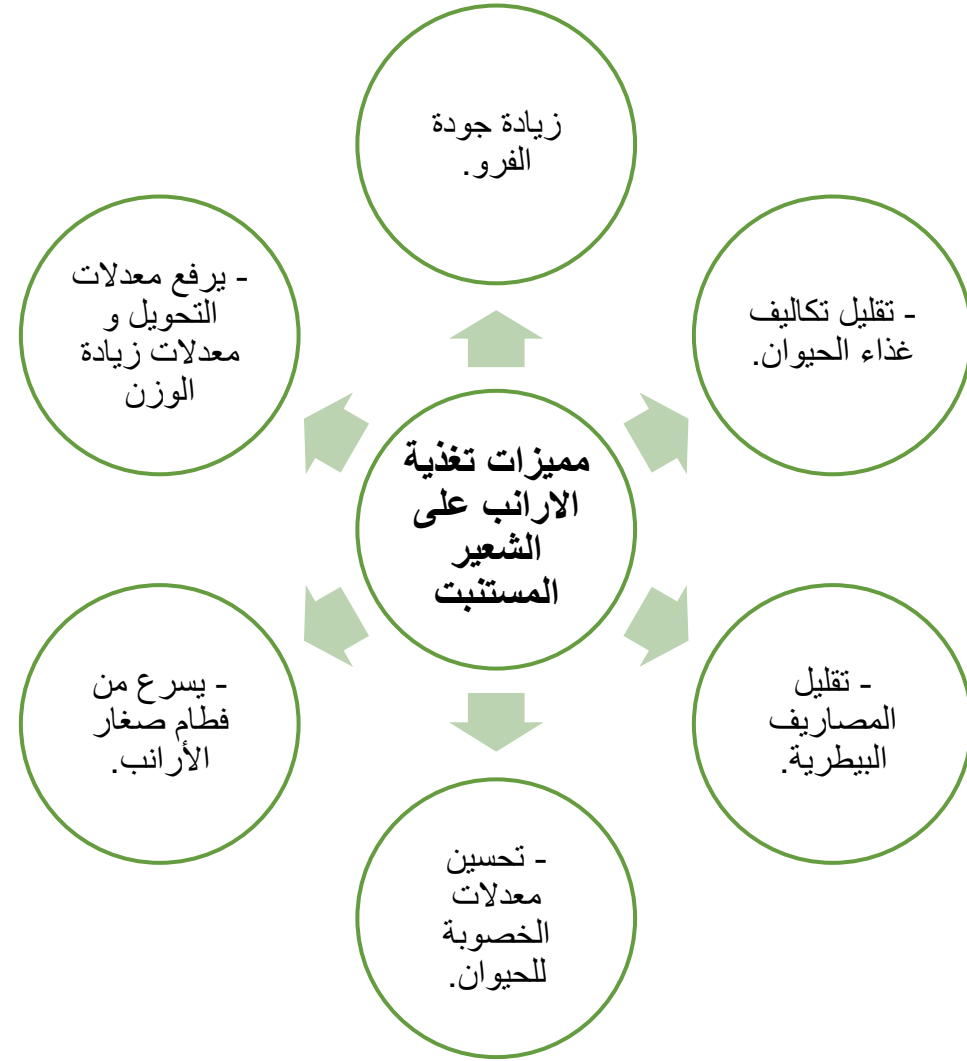 مميزات تغذية
الارانب على
الشعير
المستنبت
زيادة جودة
الفرو.
- تقليل تكاليف
غذاء الحيوان.
- تقليل
المصاريف
البيطرية.
- تحسين
معدلات
الخصوبة
للحيوان.
- يسرع من
فطام صغار
الأرانب.
- يرفع معدلات
التحويل و
معدلات زيادة
الوزن